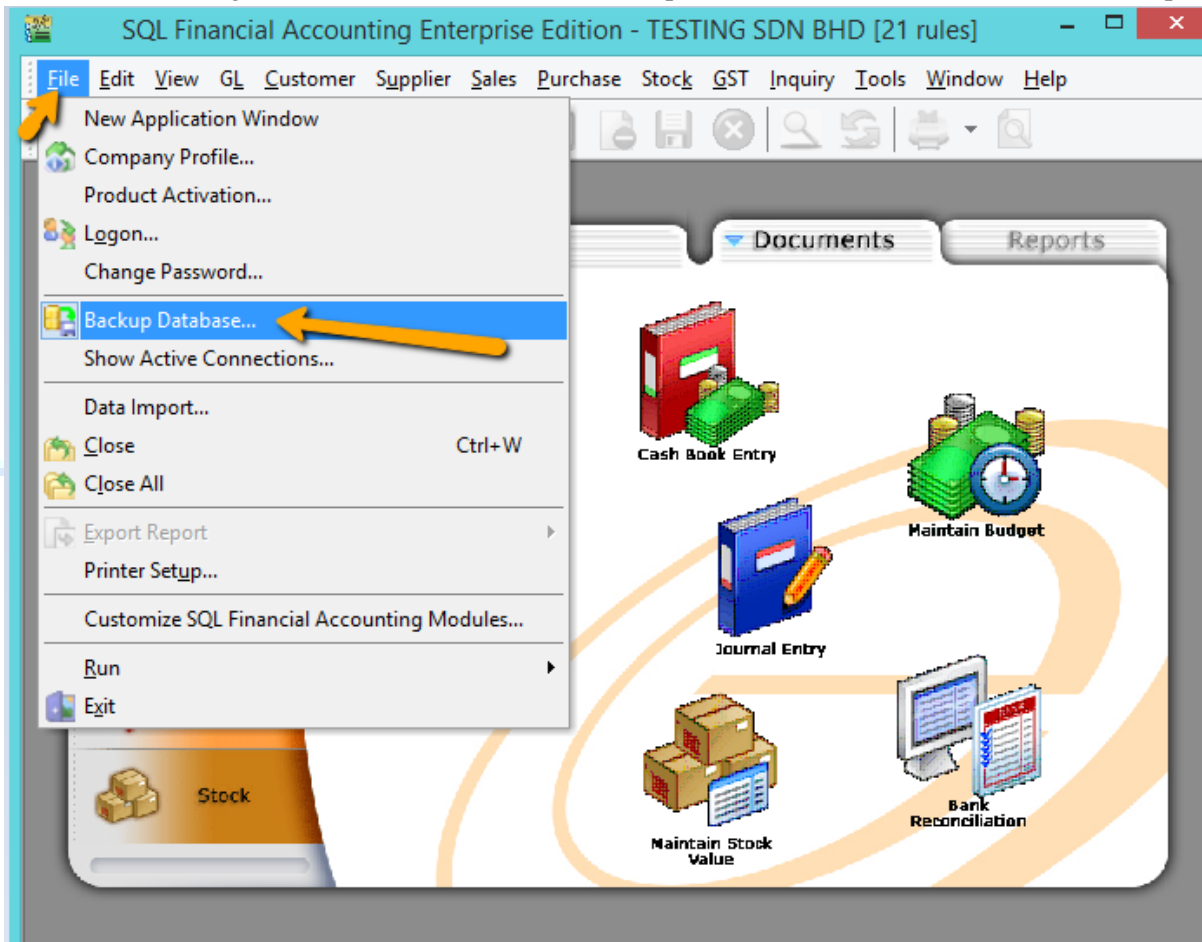 SQL Financial Accounting Enterprise Edition - TESTING SDN BHD [21 rules]
File Edit View GL Customer Supplier Sales Purchase Stock GST Inquiry Tools Window Help
New Application Window
Company Profile...
Product Activation...
Logon...
Change Password...
Backup Database...
Show Active Connections...
Data Import...
Close Ctrl+W
Close All
Export Report
Printer Setup...
Customize SQL Financial Accounting Modules...
Run
Exit
Documents Reports
Cash Book Entry
Maintain Budget
Journal Entry
Stock
Maintain Stock
Value
Bank
Reconciliation